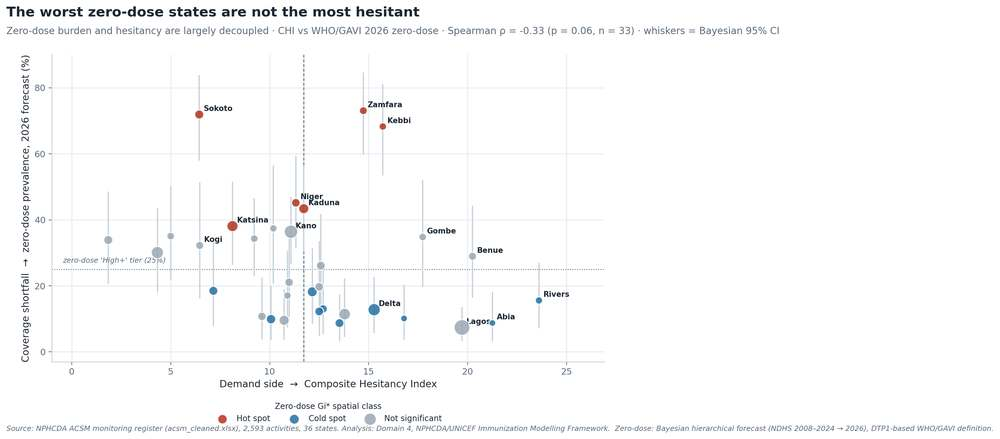 The worst zero-dose states are not the most hesitant
Zero-dose burden and hesitancy are largely decoupled · CHI vs WHO/GAVI 2026 zero-dose · Spearman ρ = -0.33 (p = 0.06, n = 33) · whiskers = Bayesian 95% CI
Coverage shortfall → zero-dose prevalence, 2026 forecast (%)
80
60
40
20
0
Sokoto
Zamfara
Kebbi
Niger
Kaduna
Katsina
Kano
Kogi
Gombe
Benue
zero-dose 'High+' tier (25%)
Rivers
Delta
Lagos
Abia
0 5 10 15 20 25
Demand side → Composite Hesitancy Index
Zero-dose Gi* spatial class
Hot spot Cold spot Not significant
Source: NPHCDA ACSM monitoring register (acsm_cleaned.xlsx), 2,593 activities, 36 states. Analysis: Domain 4, NPHCDA/UNICEF Immunization Modelling Framework. Zero-dose: Bayesian hierarchical forecast (NDHS 2008–2024 → 2026), DTP1-based WHO/GAVI definition.